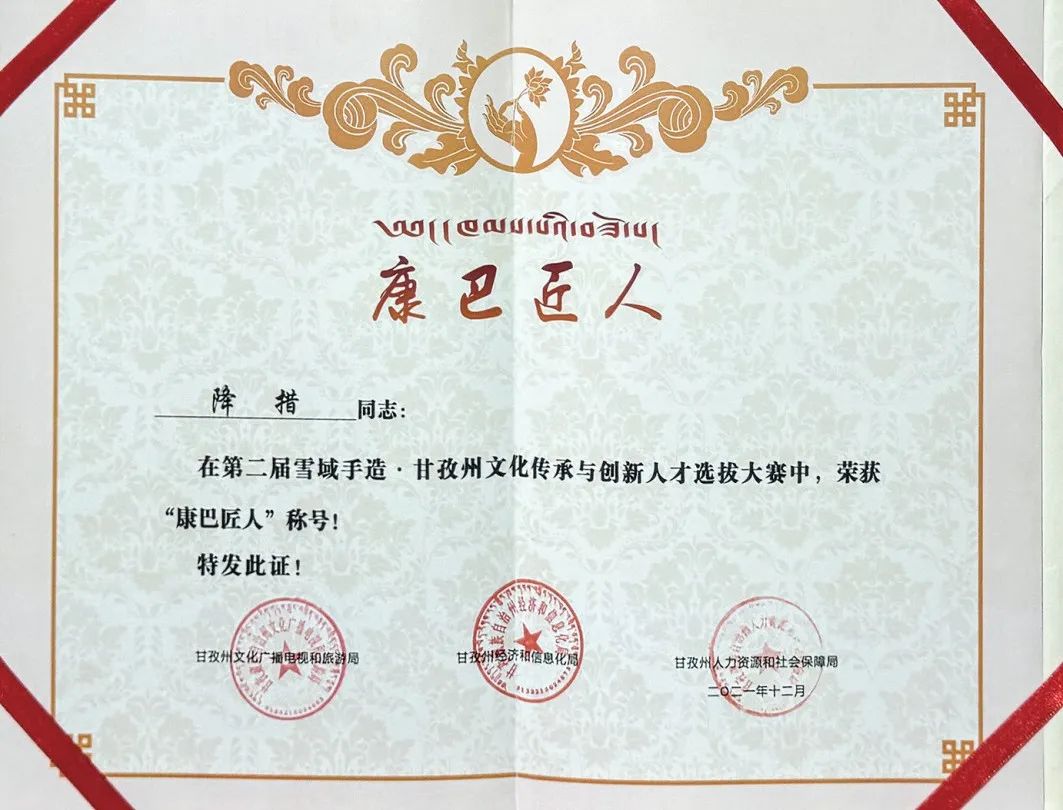 康巴匠人
降措 同志：
在第二届雪域手造·甘孜州文化传承与创新人才选拔大赛中，荣获
“康巴匠人”称号！
特发此证！
甘孜州文化广播电视和旅游局
甘孜州经济和信息化局
甘孜州人力资源和社会保障局
二〇二一年十二月